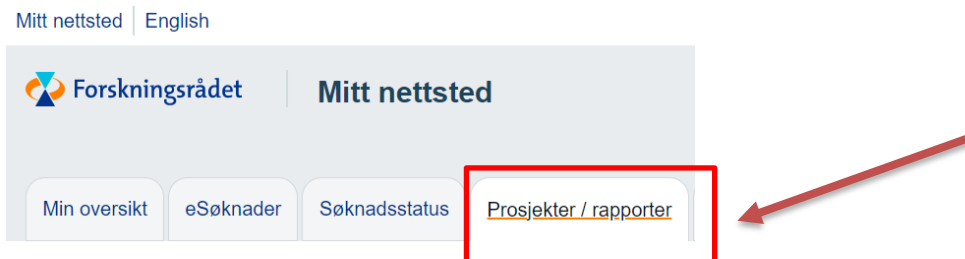 Mitt nettsted English
Forskningsrådet Mitt nettsted
Min oversikt eSøknader Søknadsstatus Prosjekter / rapporter